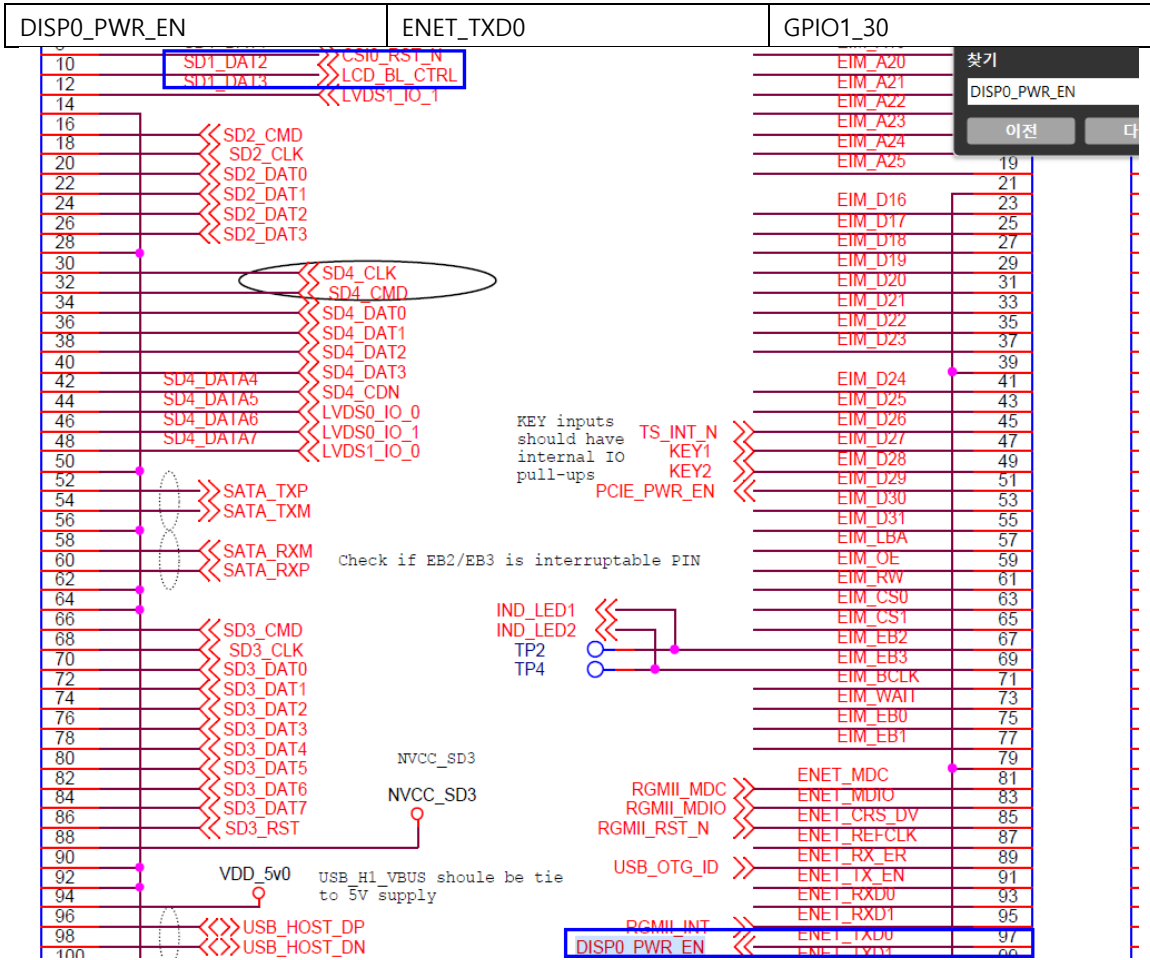 DISP0_PWR_EN ENET_TXD0 GPIO1_30
찾기
DISP0_PWR_EN
이전
10 SD1_DAT2 CSI0_RST_N EIM_A20
12 SD1_DAT3 LCD_BL_CTRL EIM_A21
14 LVDS1_IO_1 EIM_A22
16 EIM_A23
18 SD2_CMD EIM_A24
20 SD2_CLK EIM_A25 19
22 SD2_DAT0 21
24 SD2_DAT1 EIM_D16 23
26 SD2_DAT2 EIM_D17 25
28 SD2_DAT3 EIM_D18 27
30 EIM_D19 29
32 SD4_CLK EIM_D20 31
34 SD4_CMD EIM_D21 33
36 SD4_DAT0 EIM_D22 35
38 SD4_DAT1 EIM_D23 37
40 SD4_DAT2 39
42 SD4_DATA4 SD4_DAT3 EIM_D24 41
44 SD4_DATA5 SD4_CDN EIM_D25 43
46 SD4_DATA6 LVDS0_IO_0 EIM_D26 45
48 SD4_DATA7 LVDS0_IO_1 EIM_D27 47
50 LVDS1_IO_0 EIM_D28 49
KEY inputs
should have
internal IO
pull-ups
TS_INT_N
KEY1
KEY2
PCIE_PWR_EN
52 EIM_D29 51
54 SATA_TXP EIM_D30 53
56 SATA_TXM EIM_D31 55
58 EIM_LBA 57
60 SATA_RXM EIM_OE 59
62 SATA_RXP EIM_RW 61
Check if EB2/EB3 is interruptable PIN
64 EIM_CS0 63
66 IND_LED1 EIM_CS1 65
68 SD3_CMD IND_LED2 EIM_EB2 67
70 SD3_CLK TP2 EIM_EB3 69
72 SD3_DAT0 TP4 EIM_BCLK 71
74 SD3_DAT1 EIM_WAIT 73
76 SD3_DAT2 EIM_EB0 75
78 SD3_DAT3 EIM_EB1 77
80 SD3_DAT4 NVCC_SD3 79
82 SD3_DAT5 ENET_MDC 81
84 SD3_DAT6 NVCC_SD3 RGMII_MDC ENET_MDIO 83
86 SD3_DAT7 RGMII_MDIO ENET_CRS_DV 85
88 SD3_RST RGMII_RST_N ENET_REFCLK 87
90 ENET_RX_ER 89
92 VDD_5v0 USB_OTG_ID ENET_TX_EN 91
USB_H1_VBUS shoule be tie
to 5V supply
94 ENET_RXD0 93
96 ENET_RXD1 95
98 USB_HOST_DP RGMII_INT ENET_TXD0 97
100 USB_HOST_DN DISP0_PWR_EN ENET_TXD1 99